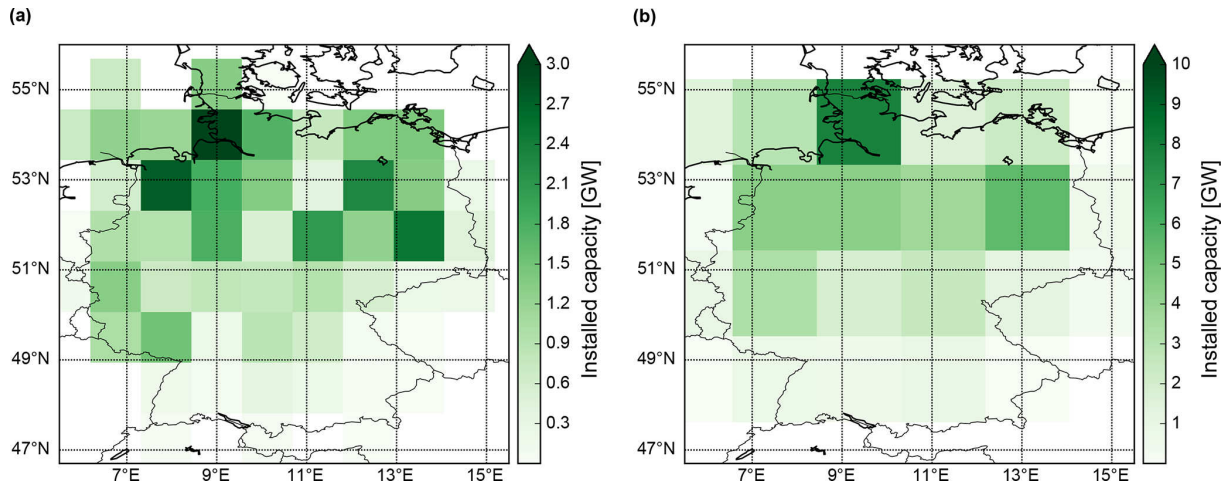 (a)
55°N
53°N
51°N
49°N
47°N
7°E 9°E 11°E 13°E 15°E
3.0
2.7
2.4
2.1
1.8
1.5
1.2
0.9
0.6
0.3
Installed capacity [GW]
(b)
55°N
53°N
51°N
49°N
47°N
7°E 9°E 11°E 13°E 15°E
10
9
8
7
6
5
4
3
2
1
Installed capacity [GW]